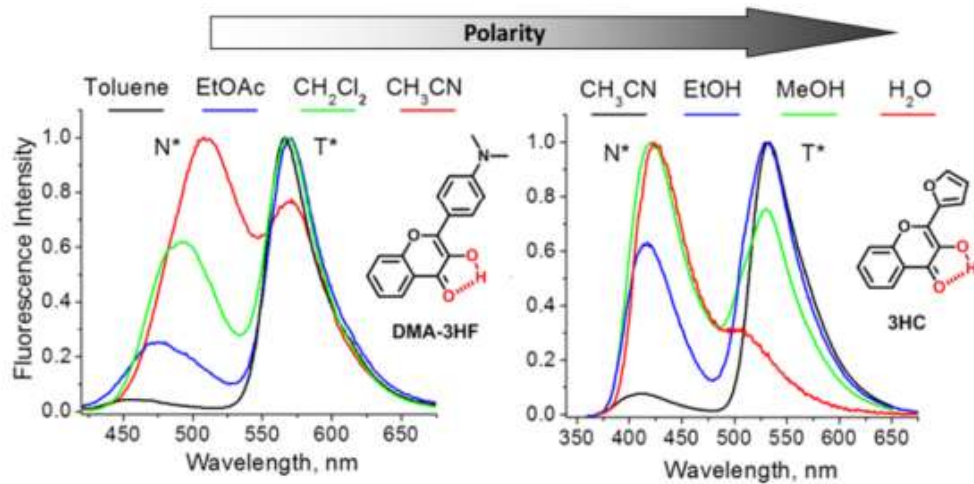 Polarity
Toluene EtOAc CH₂Cl₂ CH₃CN
Fluorescence Intensity
1.0
0.8
0.6
0.4
0.2
0.0
N*
T*
N
O
O
H
O
DMA-3HF
450 500 550 600 650
Wavelength, nm
CH₃CN EtOH MeOH H₂O
1.0
0.8
0.6
0.4
0.2
0.0
N*
T*
O
O
O
H
O
3HC
350 400 450 500 550 600 650
Wavelength, nm